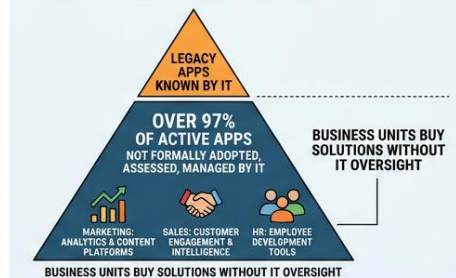 LEGACY
APPS
KNOWN BY IT
OVER 97%
OF ACTIVE APPS
NOT FORMALLY ADOPTED,
ASSESSED, MANAGED BY IT
MARKETING:
ANALYTICS & CONTENT
PLATFORMS
SALES: CUSTOMER
ENGAGEMENT &
INTELLIGENCE
HR: EMPLOYEE
DEVELOPMENT
TOOLS
BUSINESS UNITS BUY
SOLUTIONS WITHOUT
IT OVERSIGHT
BUSINESS UNITS BUY SOLUTIONS WITHOUT IT OVERSIGHT